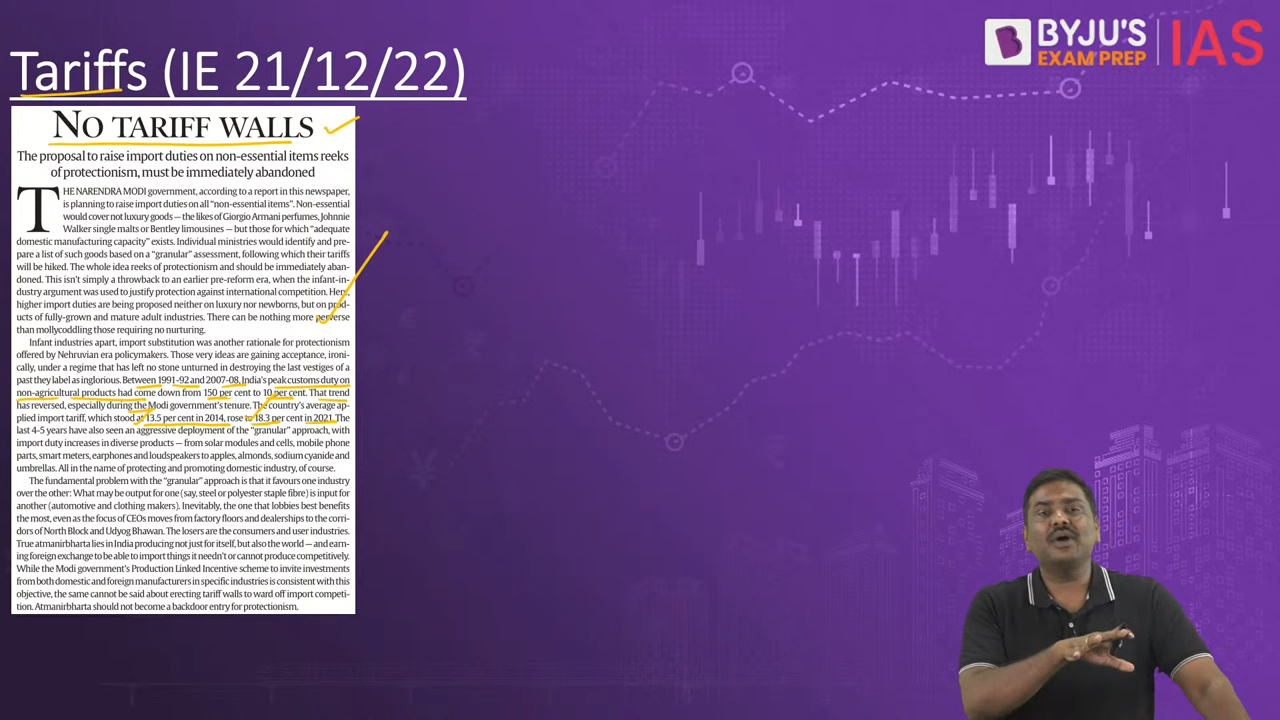 Tariffs (IE 21/12/22)
BYJU'S
EXAM PREP
IAS
NO TARIFF WALLS
The proposal to raise import duties on non-essential items reeks
of protectionism, must be immediately abandoned
THE NARENDRA MODI government, according to a report in this newspaper,
is planning to raise import duties on all "non-essential items". Non-essential
would cover not luxury goods — the likes of Giorgio Armani perfumes, Johnnie
Walker single malts or Bentley limousines — but those for which "adequate
domestic manufacturing capacity" exists. Individual ministries would identify and pre-
pare a list of such goods based on a "granular" assessment, following which their tariffs
will be hiked. The whole idea reeks of protectionism and should be immediately aban-
doned. This isn't simply a throwback to an earlier pre-reform era, when the infant-in-
dustry argument was used to justify protection against international competition. Here,
higher import duties are being proposed neither on luxury nor newborns, but on prod-
ucts of fully-grown and mature adult industries. There can be nothing more perverse
than mollycoddling those requiring no nurturing.
Infant industries apart, import substitution was another rationale for protectionism
offered by Nehruvian era policymakers. Those very ideas are gaining acceptance, ironi-
cally, under a regime that has left no stone unturned in destroying the last vestiges of a
past they label as inglorious. Between 1991-92 and 2007-08, India's peak customs duty on
non-agricultural products had come down from 150 per cent to 10 per cent. That trend
has reversed, especially during the Modi government's tenure. The country's average ap-
plied import tariff, which stood at 13.5 per cent in 2014, rose to 18.3 per cent in 2021. The
last 4-5 years have also seen an aggressive deployment of the "granular" approach, with
import duty increases in diverse products — from solar modules and cells, mobile phone
parts, smart meters, earphones and loudspeakers to apples, almonds, sodium cyanide and
umbrellas. All in the name of protecting and promoting domestic industry, of course.
The fundamental problem with the "granular" approach is that it favours one industry
over the other: What may be output for one (say, steel or polyester staple fibre) is input for
another (automotive and clothing makers). Inevitably, the one that lobbies best benefits
the most, even as the focus of CEOs moves from factory floors and dealerships to the corri-
dors of North Block and Udyog Bhawan. The losers are the consumers and user industries.
True atmanirbharta lies in India producing not just for itself, but also the world — and earn-
ing foreign exchange to be able to import things it needn't or cannot produce competitively.
While the Modi government's Production Linked Incentive scheme to invite investments
from both domestic and foreign manufacturers in specific industries is consistent with this
objective, the same cannot be said about erecting tariff walls to ward off import competi-
tion. Atmanirbharta should not become a backdoor entry for protectionism.